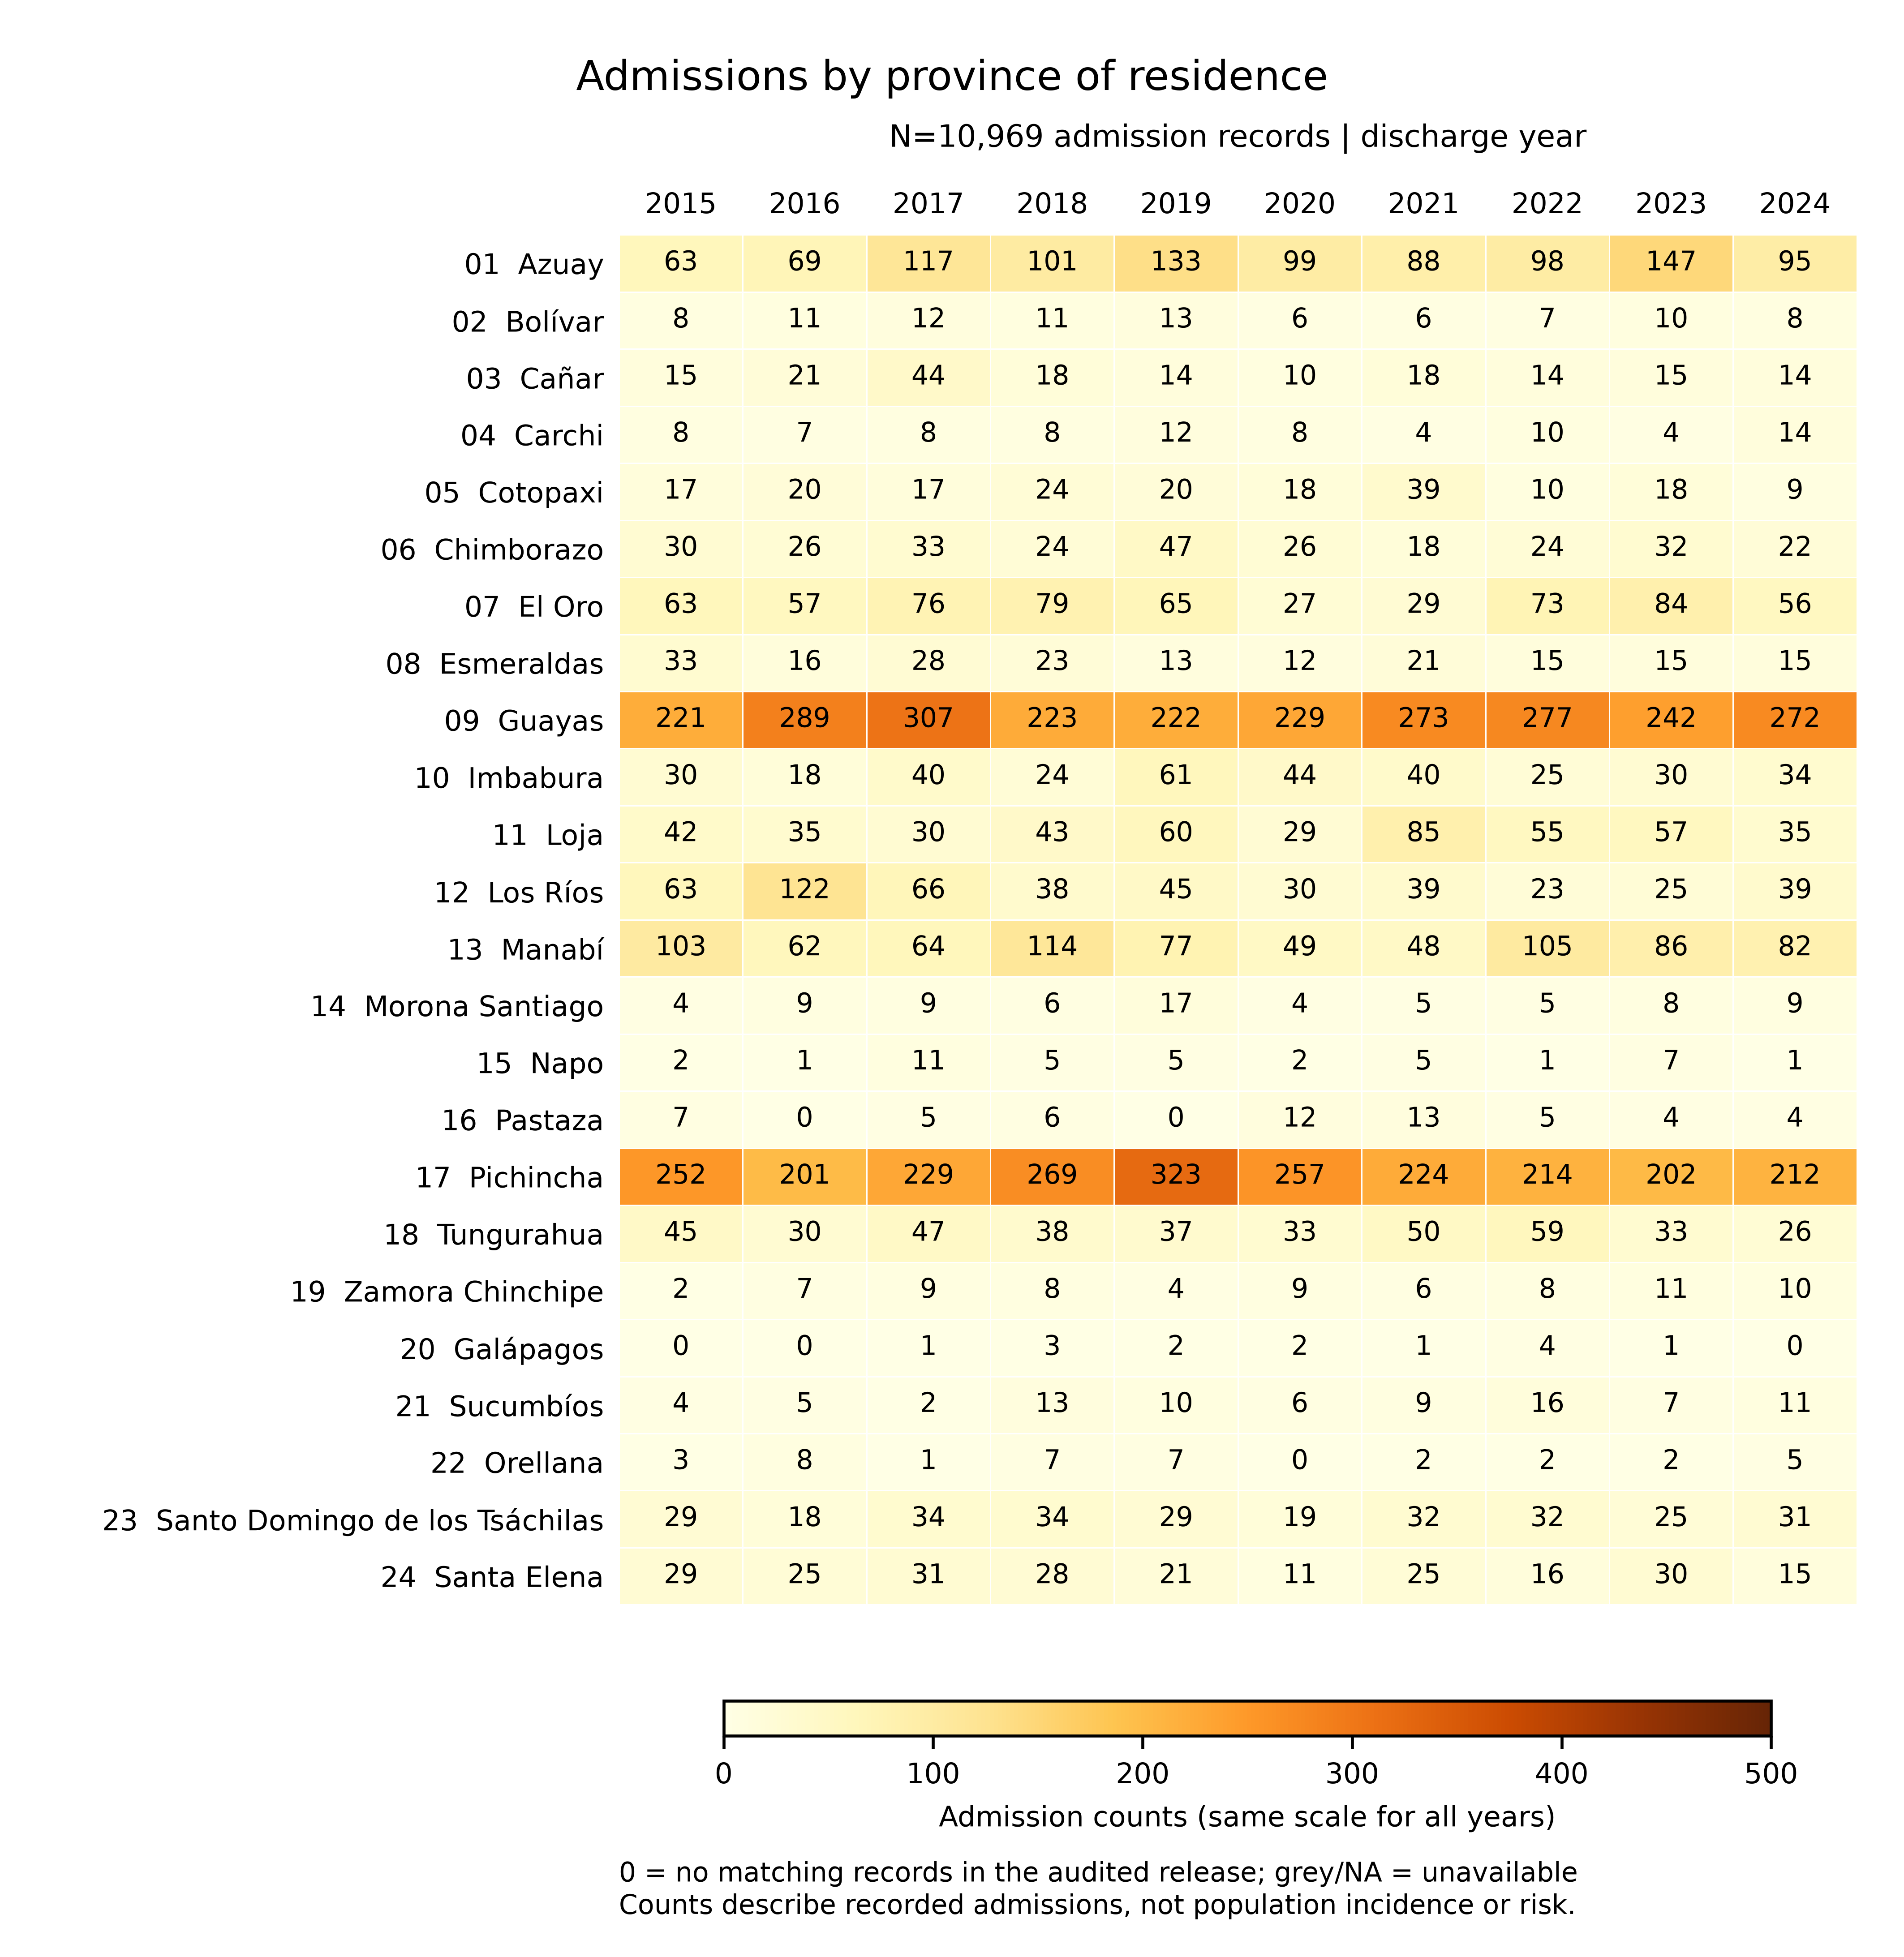 Admissions by province of residence
N=10,969 admission records | discharge year
2015 2016 2017 2018 2019 2020 2021 2022 2023 2024
01 Azuay 63 69 117 101 133 99 88 98 147 95
02 Bolívar 8 11 12 11 13 6 6 7 10 8
03 Cañar 15 21 44 18 14 10 18 14 15 14
04 Carchi 8 7 8 8 12 8 4 10 4 14
05 Cotopaxi 17 20 17 24 20 18 39 10 18 9
06 Chimborazo 30 26 33 24 47 26 18 24 32 22
07 El Oro 63 57 76 79 65 27 29 73 84 56
08 Esmeraldas 33 16 28 23 13 12 21 15 15 15
09 Guayas 221 289 307 223 222 229 273 277 242 272
10 Imbabura 30 18 40 24 61 44 40 25 30 34
11 Loja 42 35 30 43 60 29 85 55 57 35
12 Los Ríos 63 122 66 38 45 30 39 23 25 39
13 Manabí 103 62 64 114 77 49 48 105 86 82
14 Morona Santiago 4 9 9 6 17 4 5 5 8 9
15 Napo 2 1 11 5 5 2 5 1 7 1
16 Pastaza 7 0 5 6 0 12 13 5 4 4
17 Pichincha 252 201 229 269 323 257 224 214 202 212
18 Tungurahua 45 30 47 38 37 33 50 59 33 26
19 Zamora Chinchipe 2 7 9 8 4 9 6 8 11 10
20 Galápagos 0 0 1 3 2 2 1 4 1 0
21 Sucumbíos 4 5 2 13 10 6 9 16 7 11
22 Orellana 3 8 1 7 7 0 2 2 2 5
23 Santo Domingo de los Tsáchilas 29 18 34 34 29 19 32 32 25 31
24 Santa Elena 29 25 31 28 21 11 25 16 30 15
0 100 200 300 400 500
Admission counts (same scale for all years)
0 = no matching records in the audited release; grey/NA = unavailable
Counts describe recorded admissions, not population incidence or risk.